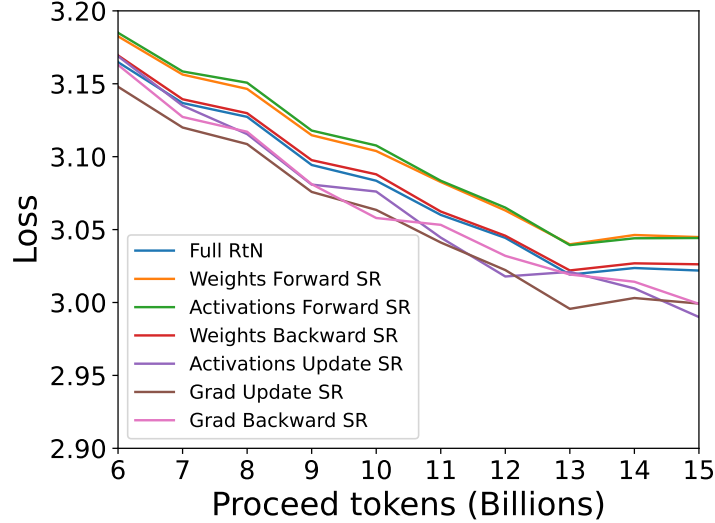 3.20
3.15
3.10
3.05
3.00
2.95
2.90
Loss
Full RtN
Weights Forward SR
Activations Forward SR
Weights Backward SR
Activations Update SR
Grad Update SR
Grad Backward SR
6 7 8 9 10 11 12 13 14 15
Proceed tokens (Billions)